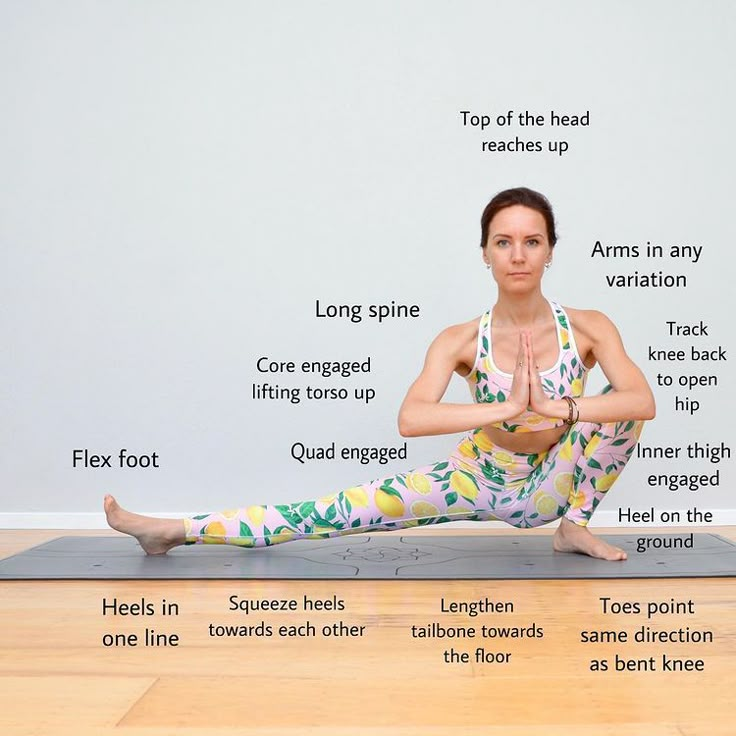 Top of the head
reaches up
Arms in any
variation
Long spine
Track
knee back
to open
hip
Core engaged
lifting torso up
Quad engaged
Inner thigh
engaged
Flex foot
Heel on the
ground
Heels in
one line
Squeeze heels
towards each other
Lengthen
tailbone towards
the floor
Toes point
same direction
as bent knee